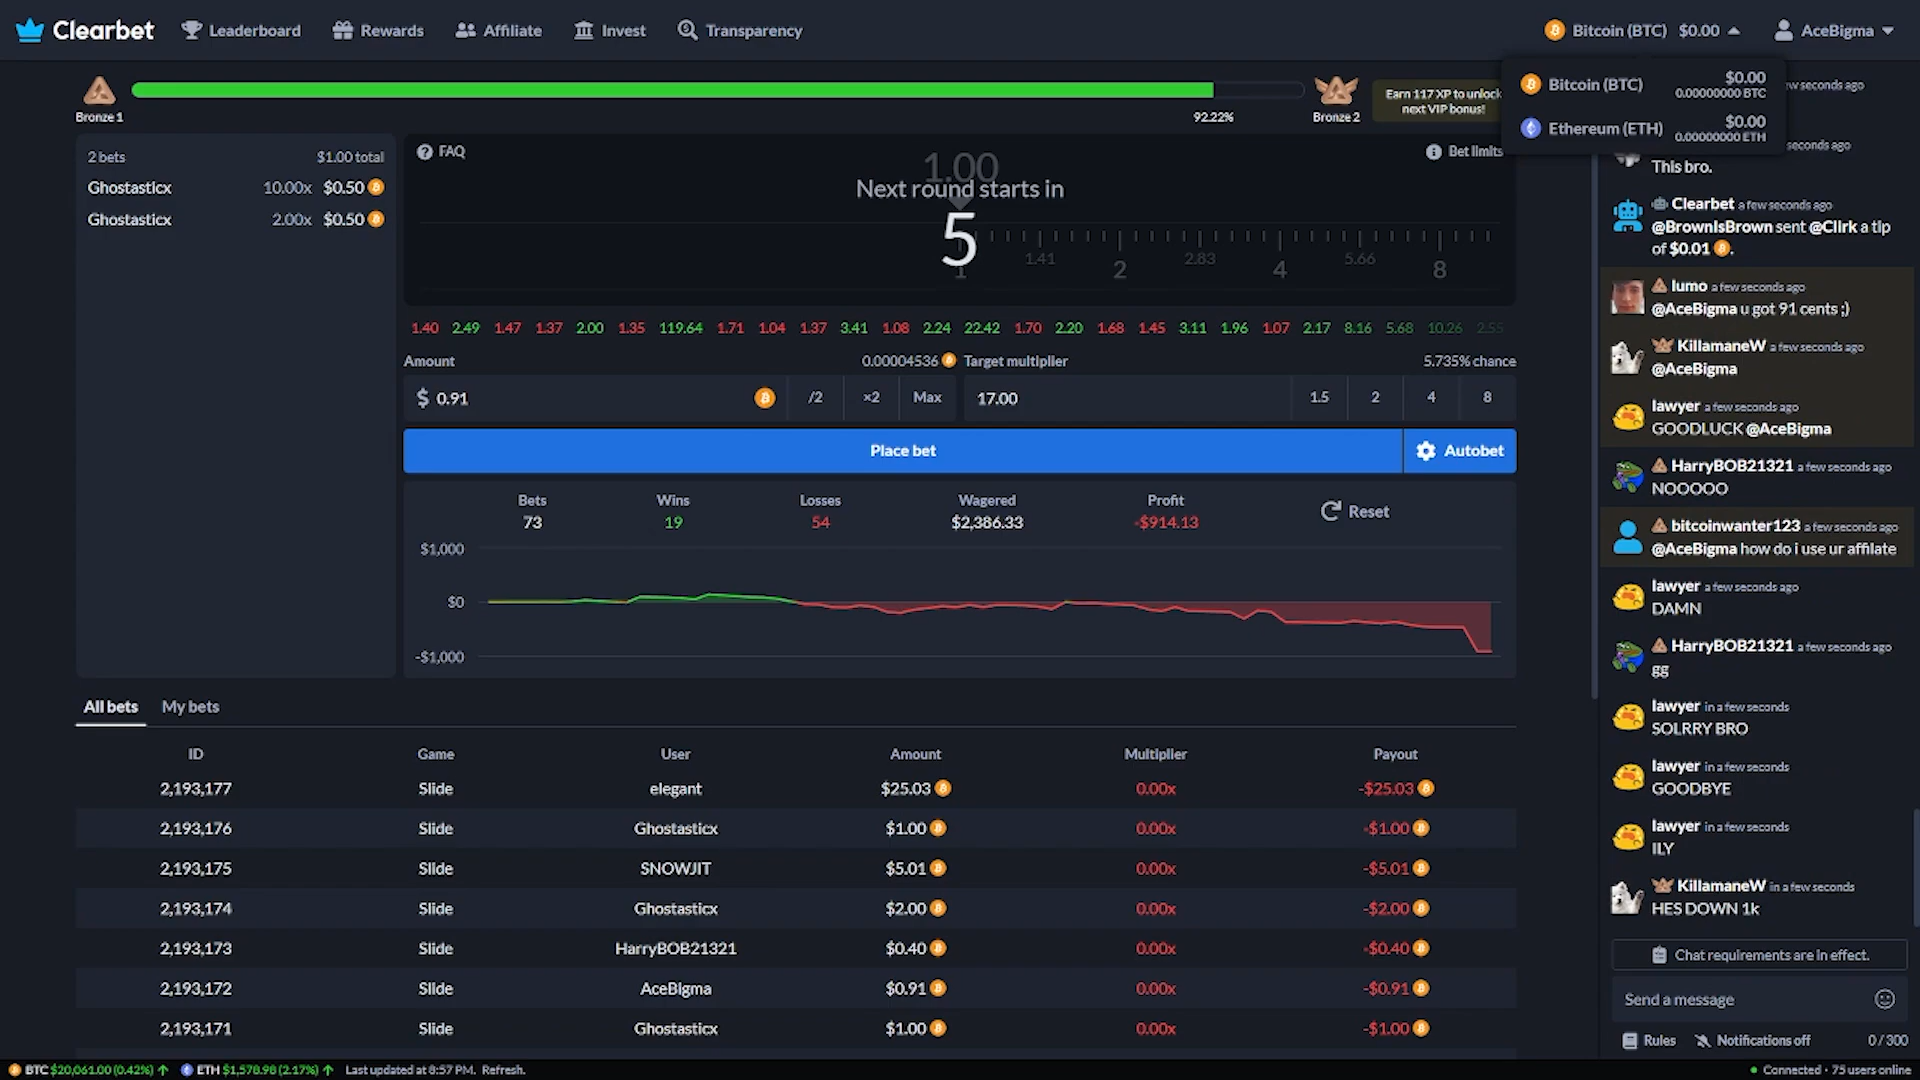 Clearbet Leaderboard Rewards Affiliate Invest Transparency Bitcoin (BTC) $0.00 AceBigma
Bronze 1
92.22%
Bronze 2
Earn 117 XP to unlock
next VIP bonus!
Bitcoin (BTC) $0.00
0.00000000 BTC
Ethereum (ETH) $0.00
0.00000000 ETH
2 bets $1.00 total
Ghostasticx 10.00x $0.50
Ghostasticx 2.00x $0.50
FAQ
Bet limits
1.00
Next round starts in
5
1 1.41 2 2.83 4 5.66 8
1.40 2.49 1.47 1.37 2.00 1.35 119.64 1.71 1.04 1.37 3.41 1.08 2.24 22.42 1.70 2.20 1.68 1.45 3.11 1.96 1.07 2.17 8.16 5.68 10.26 2.55
Amount 0.00004536 Target multiplier 5.735% chance
$ 0.91 /2 ×2 Max 17.00 1.5 2 4 8
Place bet Autobet
Bets Wins Losses Wagered Profit
73 19 54 $2,386.33 -$914.13
Reset
$1,000
$0
-$1,000
All bets My bets
ID Game User Amount Multiplier Payout
2,193,177 Slide elegant $25.03 0.00x -$25.03
2,193,176 Slide Ghostasticx $1.00 0.00x -$1.00
2,193,175 Slide SNOWJIT $5.01 0.00x -$5.01
2,193,174 Slide Ghostasticx $2.00 0.00x -$2.00
2,193,173 Slide HarryBOB21321 $0.40 0.00x -$0.40
2,193,172 Slide AceBigma $0.91 0.00x -$0.91
2,193,171 Slide Ghostasticx $1.00 0.00x -$1.00
few seconds ago
seconds ago
This bro.
Clearbet a few seconds ago
@BrownIsBrown sent @Clirk a tip
of $0.01.
lumo a few seconds ago
@AceBigma u got 91 cents ;)
KillamaneW a few seconds ago
@AceBigma
lawyer a few seconds ago
GOODLUCK @AceBigma
HarryBOB21321 a few seconds ago
NOOOOO
bitcoinwanter123 a few seconds ago
@AceBigma how do i use ur affilate
lawyer a few seconds ago
DAMN
HarryBOB21321 a few seconds ago
gg
lawyer in a few seconds
SOLRRY BRO
lawyer in a few seconds
GOODBYE
lawyer in a few seconds
ILY
KillamaneW in a few seconds
HES DOWN 1k
Chat requirements are in effect.
Send a message
Rules Notifications off 0 / 300
BTC $20,061.00 (0.42%) ↑ ETH $1,578.98 (2.17%) ↑ Last updated at 8:57 PM. Refresh.
Connected · 75 users online